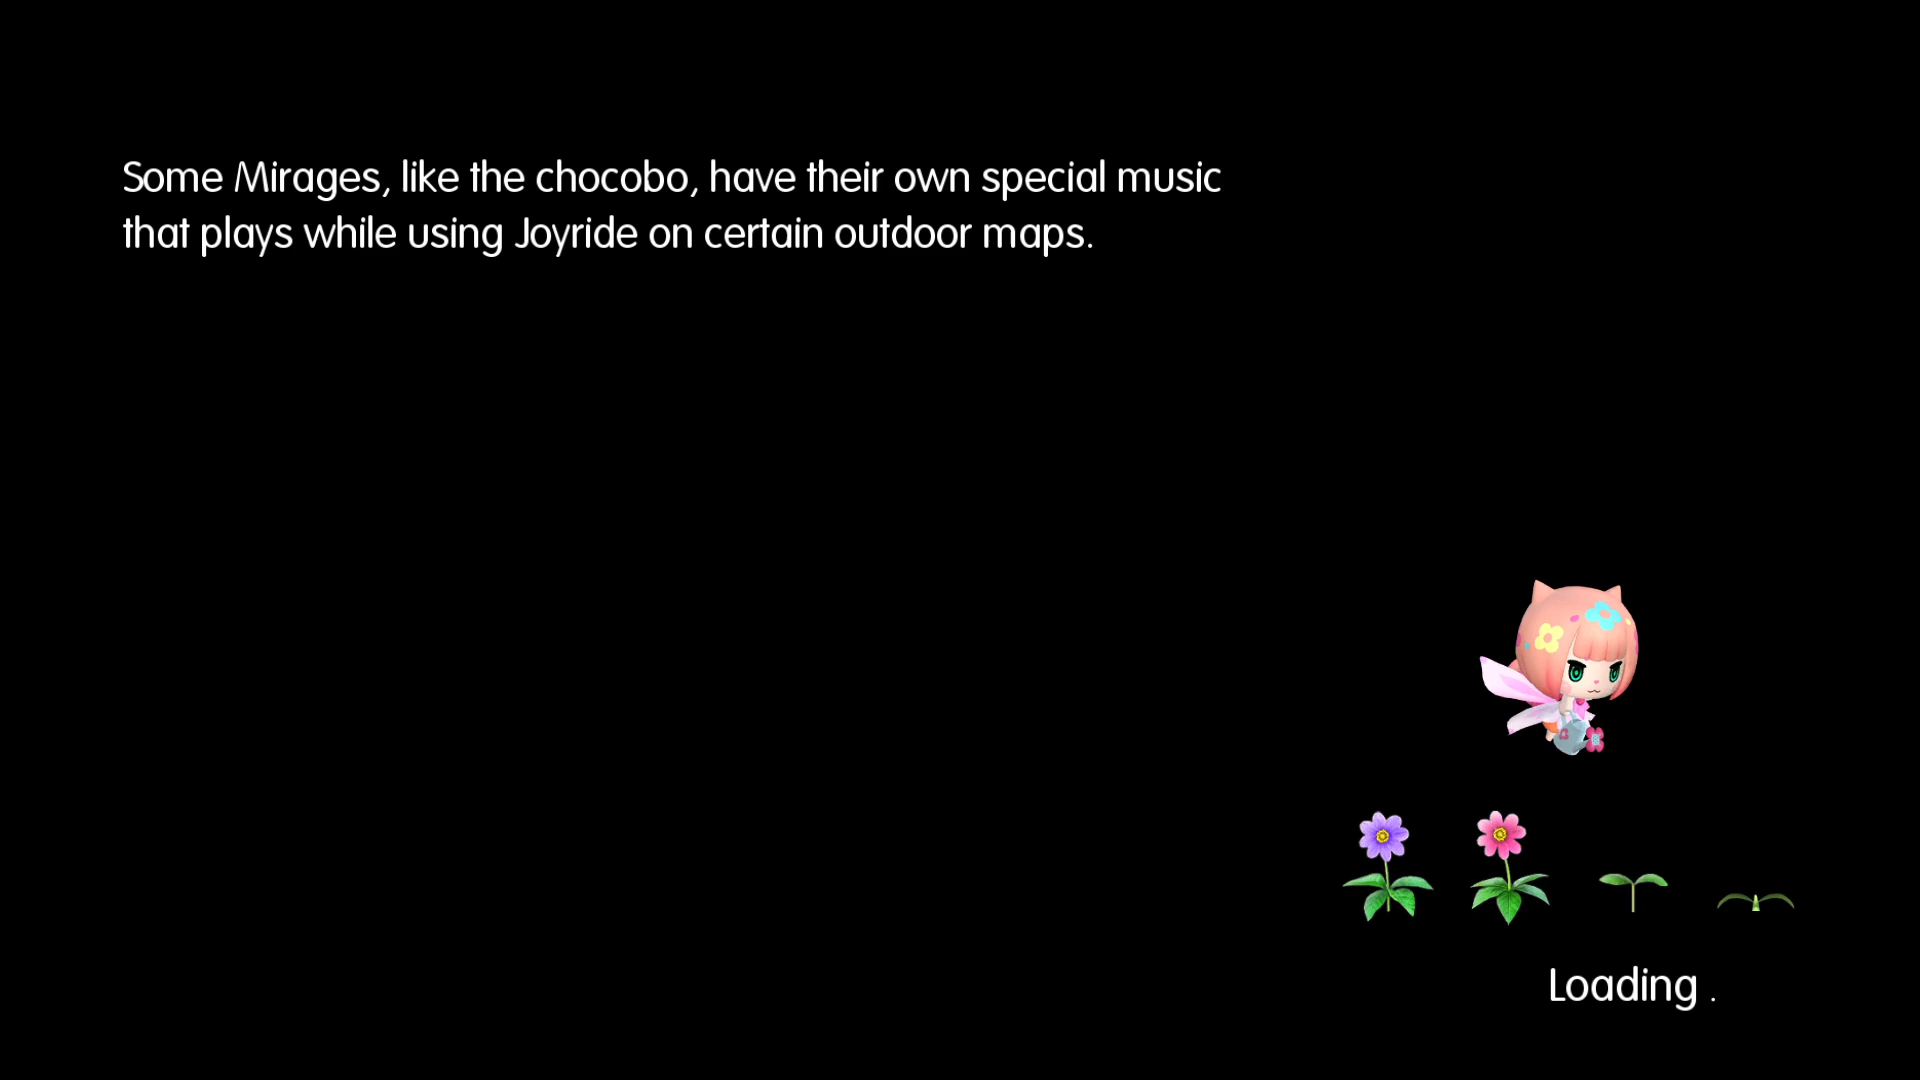 Some Mirages, like the chocobo, have their own special music
that plays while using Joyride on certain outdoor maps.
Loading .